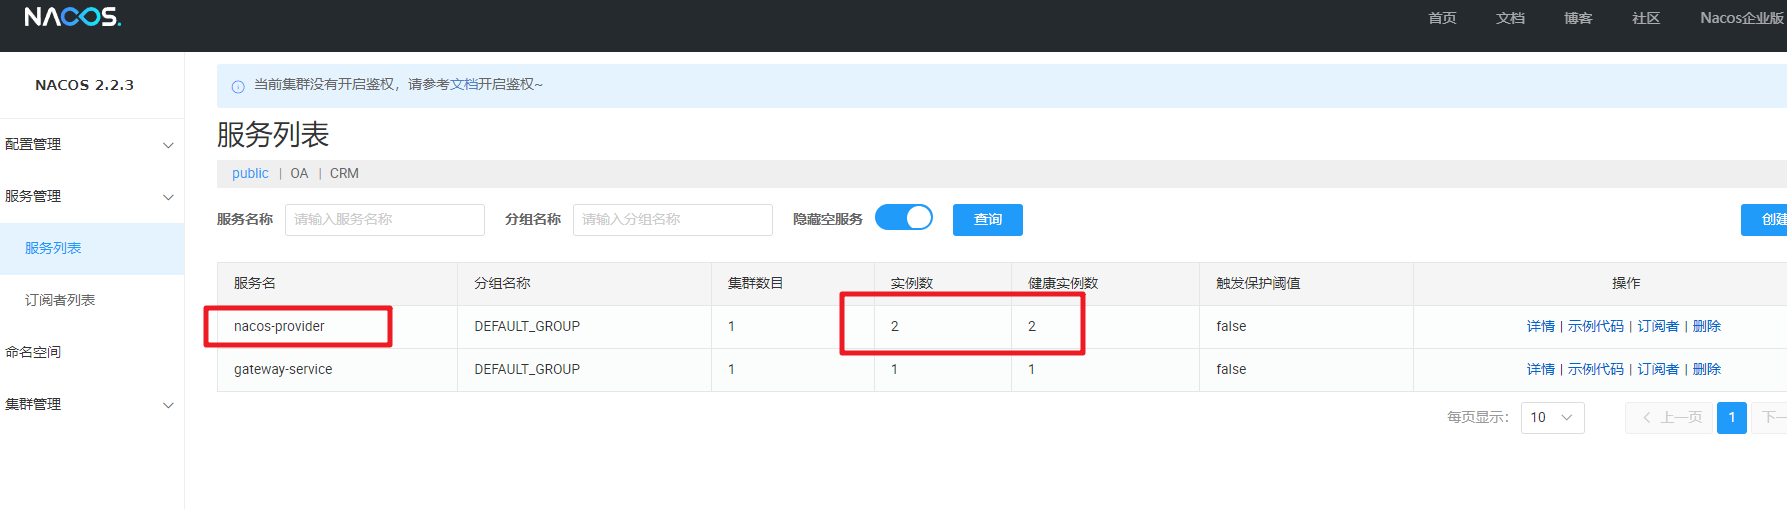 NACOS.
首页 文档 博客 社区 Nacos企业版
NACOS 2.2.3
配置管理
服务管理
服务列表
订阅者列表
命名空间
集群管理
当前集群没有开启鉴权，请参考文档开启鉴权~
服务列表
public | OA | CRM
服务名称 请输入服务名称 分组名称 请输入分组名称 隐藏空服务 查询 创建
服务名 分组名称 集群数目 实例数 健康实例数 触发保护阈值 操作
nacos-provider DEFAULT_GROUP 1 2 2 false 详情 | 示例代码 | 订阅者 | 删除
gateway-service DEFAULT_GROUP 1 1 1 false 详情 | 示例代码 | 订阅者 | 删除
每页显示： 10 上一页 1 下一